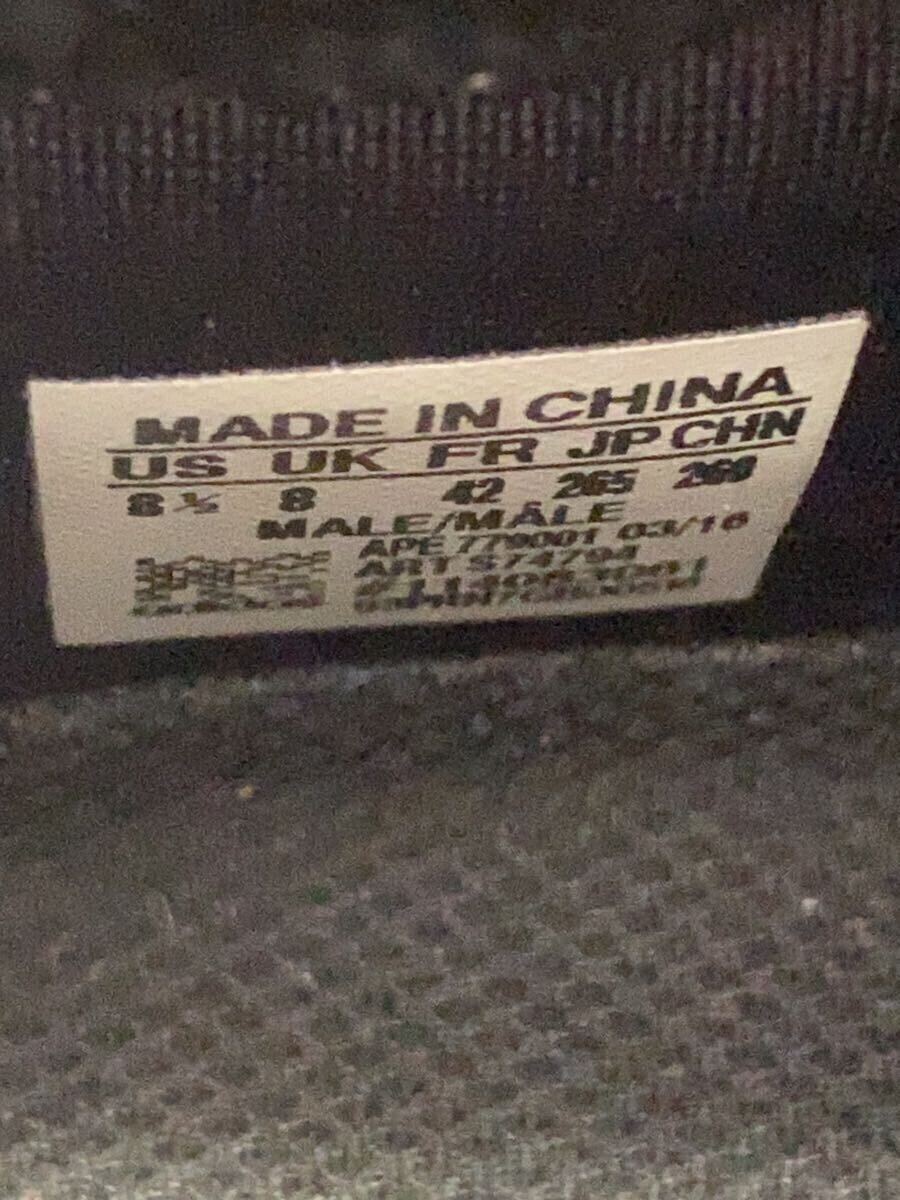 MADE IN CHINA
US UK FR JP CHN
8½ 8 42 265
MALE/MÂLE
APE 779001 03/16
ART S74794